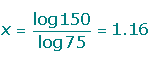 x = log150 / log75 = 1.16